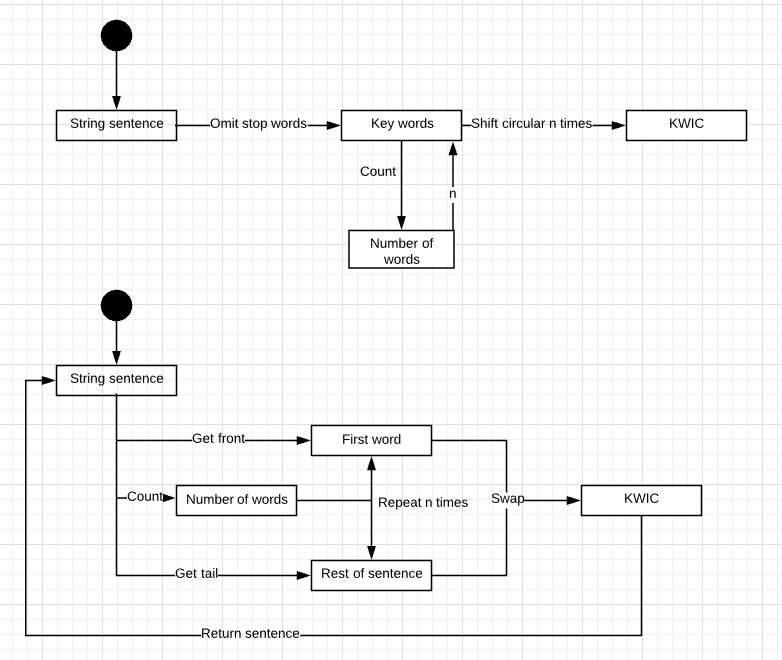 String sentence
Omit stop words
Key words
Shift circular n times
KWIC
Count
n
Number of
words
String sentence
Get front
First word
Count
Number of words
Repeat n times
Swap
KWIC
Get tail
Rest of sentence
Return sentence